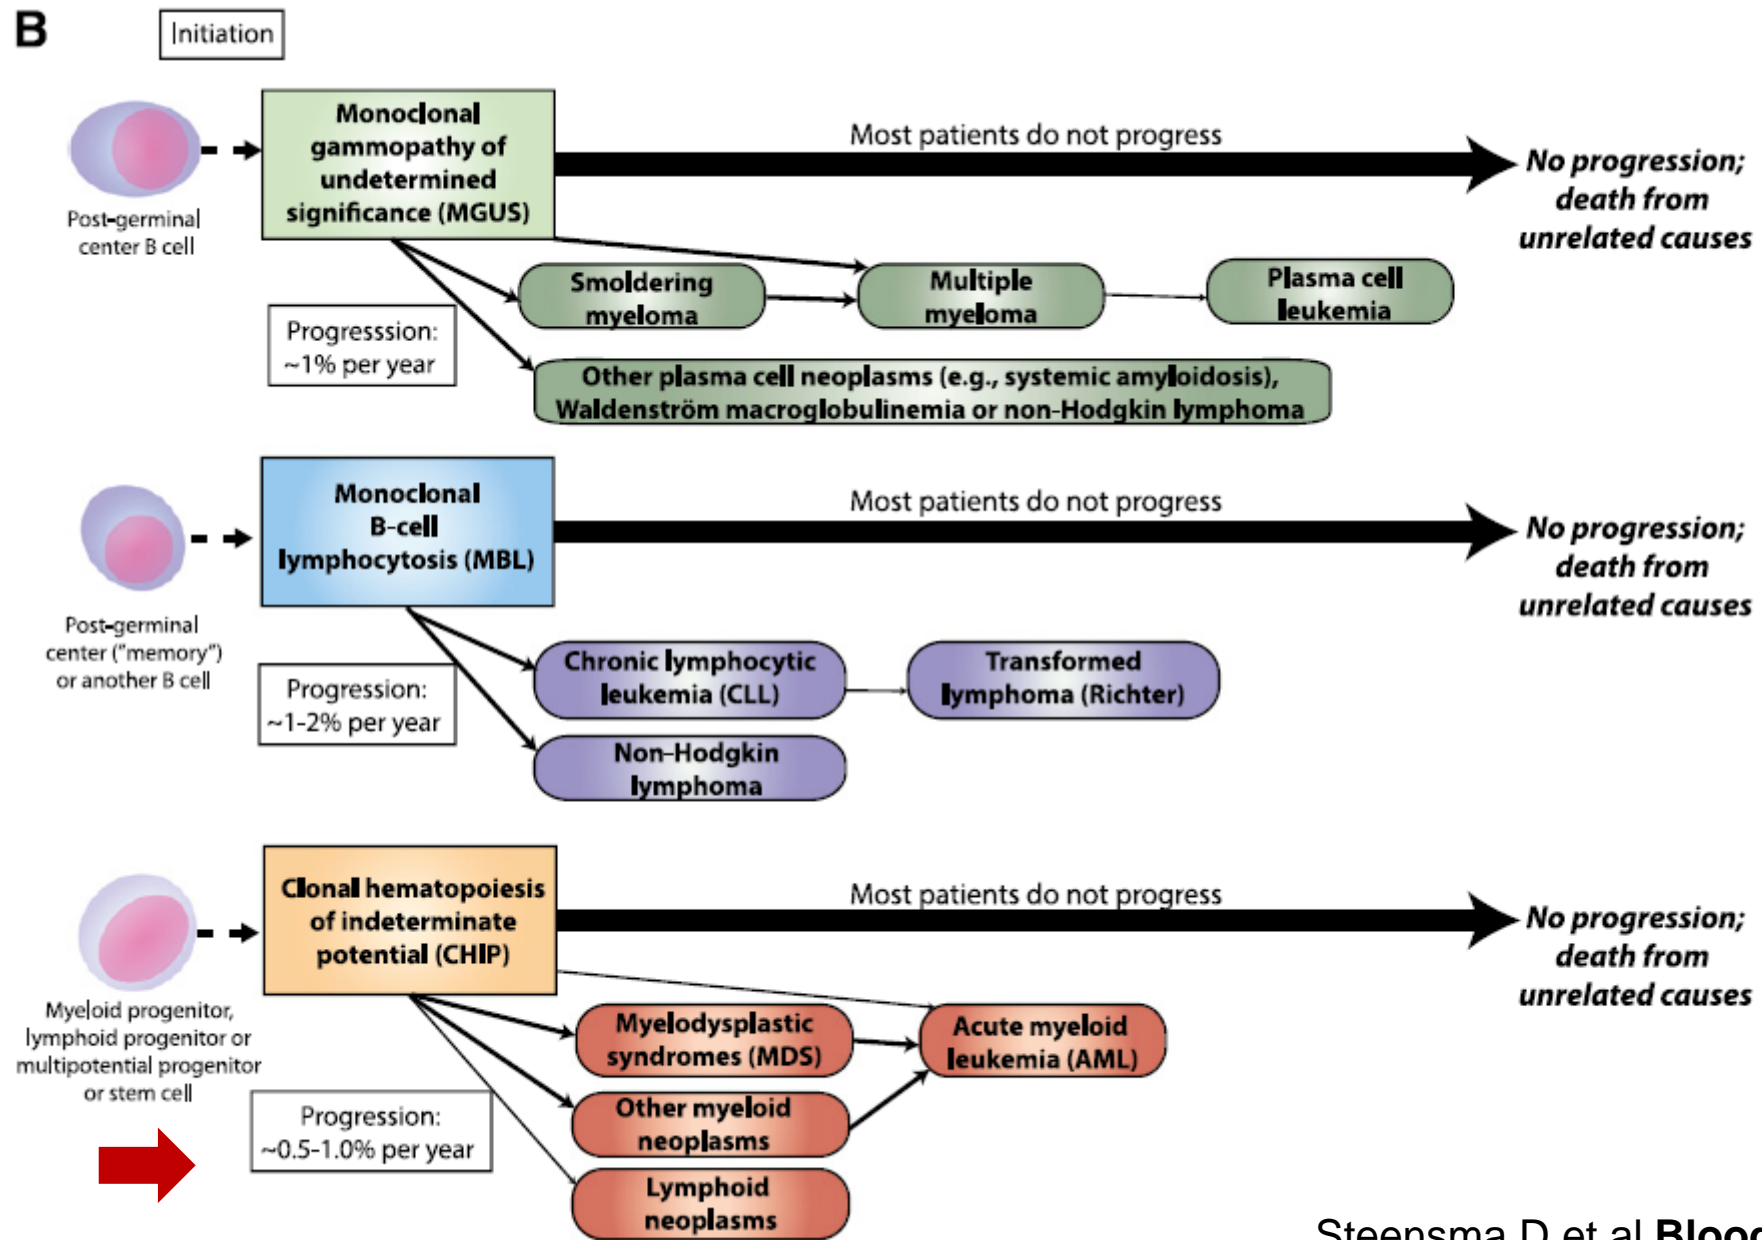 B
Initiation
Monoclonal
gammopathy of
undetermined
significance (MGUS)
Most patients do not progress
No progression;
death from
unrelated causes
Post-germinal
center B cell
Smoldering
myeloma
Multiple
myeloma
Plasma cell
leukemia
Progresssion:
~1% per year
Other plasma cell neoplasms (e.g., systemic amyloidosis),
Waldenström macroglobulinemia or non-Hodgkin lymphoma
Monoclonal
B-cell
lymphocytosis (MBL)
Most patients do not progress
No progression;
death from
unrelated causes
Post-germinal
center ("memory")
or another B cell
Progression:
~1-2% per year
Chronic lymphocytic
leukemia (CLL)
Transformed
lymphoma (Richter)
Non-Hodgkin
lymphoma
Clonal hematopoiesis
of indeterminate
potential (CHIP)
Most patients do not progress
No progression;
death from
unrelated causes
Myeloid progenitor,
lymphoid progenitor or
multipotential progenitor
or stem cell
Myelodysplastic
syndromes (MDS)
Acute myeloid
leukemia (AML)
Progression:
~0.5-1.0% per year
Other myeloid
neoplasms
Lymphoid
neoplasms
Steensma D et al Blood